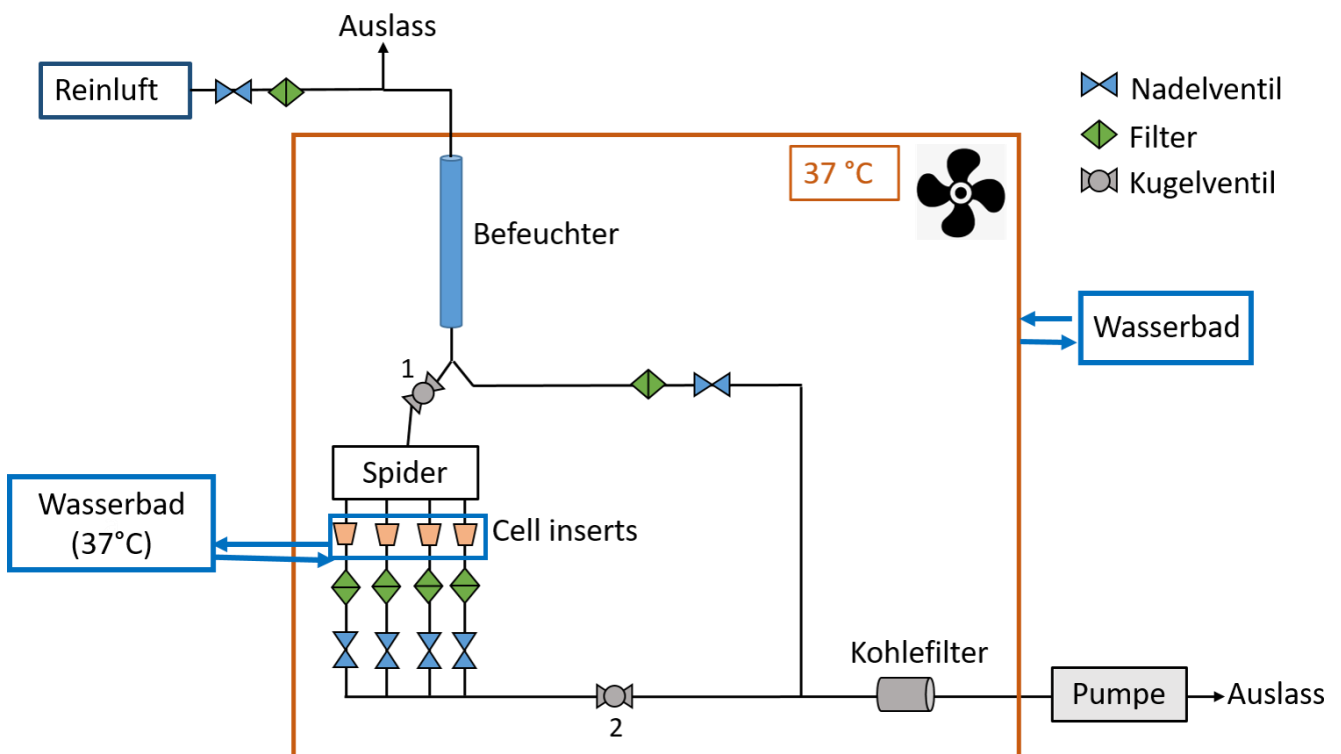 Auslass
Reinluft
Nadelventil
Filter
Kugelventil
37 °C
Befeuchter
Wasserbad
1
Spider
Wasserbad
(37°C)
Cell inserts
Kohlefilter
Pumpe
Auslass
2